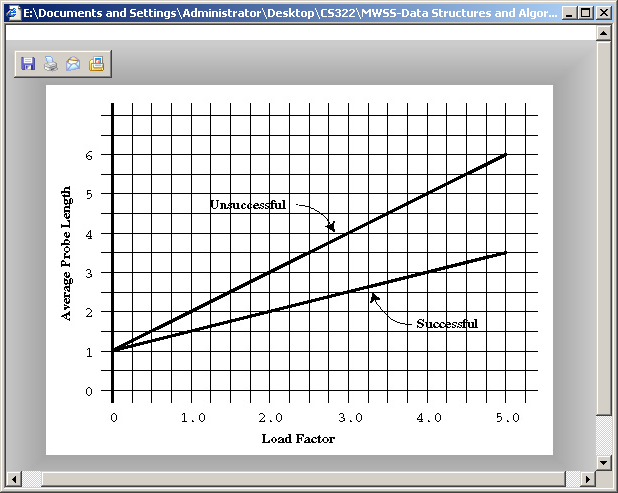 E:\Documents and Settings\Administrator\Desktop\CS322\MWSS-Data Structures and Algor...
6
5
4
3
2
1
0
Average Probe Length
Unsuccessful
Successful
0 1.0 2.0 3.0 4.0 5.0
Load Factor